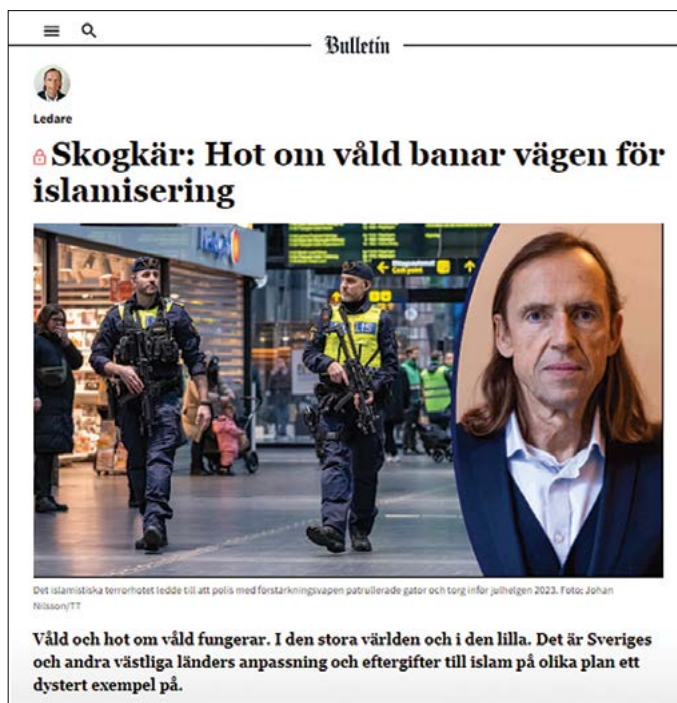 Bulletin
Ledare
Skogkär: Hot om våld banar vägen för
islamisering
Det islamistiska terrorhotet ledde till att polis med förstärkningsvapen patrullerade gator och torg inför julhelgen 2023. Foto: Johan
Nilsson/TT
Våld och hot om våld fungerar. I den stora världen och i den lilla. Det är Sveriges
och andra västliga länders anpassning och eftergifter till islam på olika plan ett
dystert exempel på.